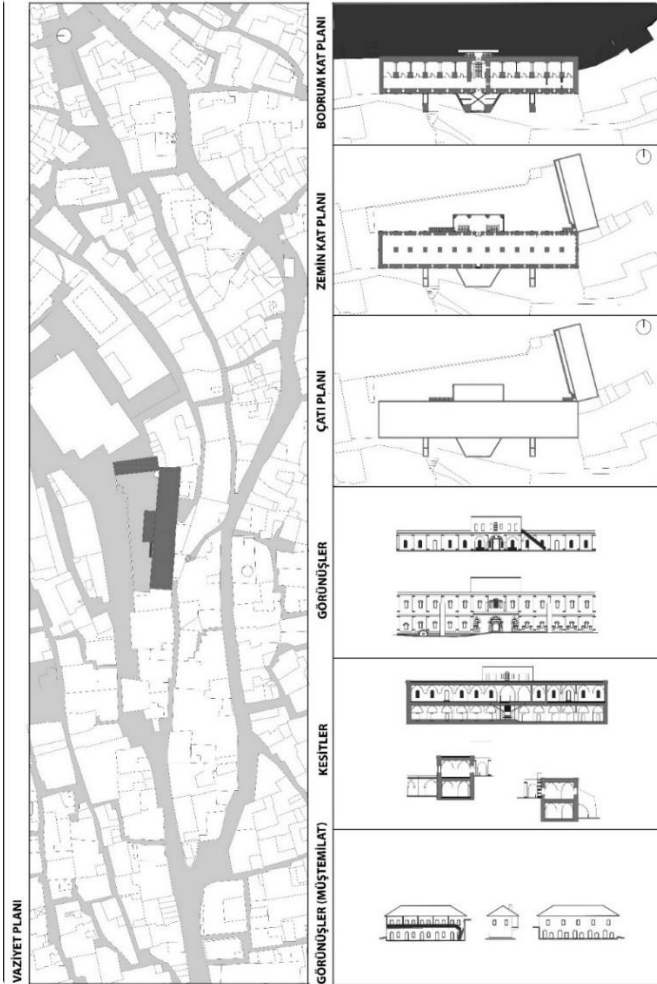 VAZİYET PLANI
BODRUM KAT PLANI
ZEMİN KAT PLANI
ÇATI PLANI
GÖRÜNÜŞLER
KESİTLER
GÖRÜNÜŞLER (MÜŞTEMİLAT)